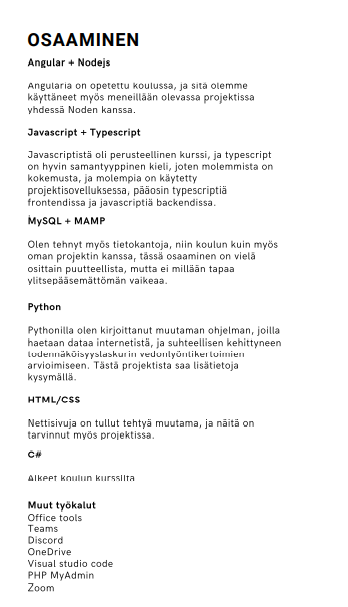 OSAAMINEN
Angular + Nodejs
Angularia on opetettu koulussa, ja sitä olemme
käyttäneet myös meneillään olevassa projektissa
yhdessä Noden kanssa.
Javascript + Typescript
Javascriptistä oli perusteellinen kurssi, ja typescript
on hyvin samantyyppinen kieli, joten molemmista on
kokemusta, ja molempia on käytetty
projektisovelluksessa, pääosin typescriptiä
frontendissa ja javascriptiä backendissa.
MySQL + MAMP
Olen tehnyt myös tietokantoja, niin koulun kuin myös
oman projektin kanssa, tässä osaaminen on vielä
osittain puutteellista, mutta ei millään tapaa
ylitsepääsemättömän vaikeaa.
Python
Pythonilla olen kirjoittanut muutaman ohjelman, joilla
haetaan dataa internetistä, ja suhteellisen kehittyneen
todennäköisyyslaskurin vedonlyöntikertoimien
arvioimiseen. Tästä projektista saa lisätietoja
kysymällä.
HTML/CSS
Nettisivuja on tullut tehtyä muutama, ja näitä on
tarvinnut myös projektissa.
C#
Alkeet koulun kurssilta
Muut työkalut
Office tools
Teams
Discord
OneDrive
Visual studio code
PHP MyAdmin
Zoom